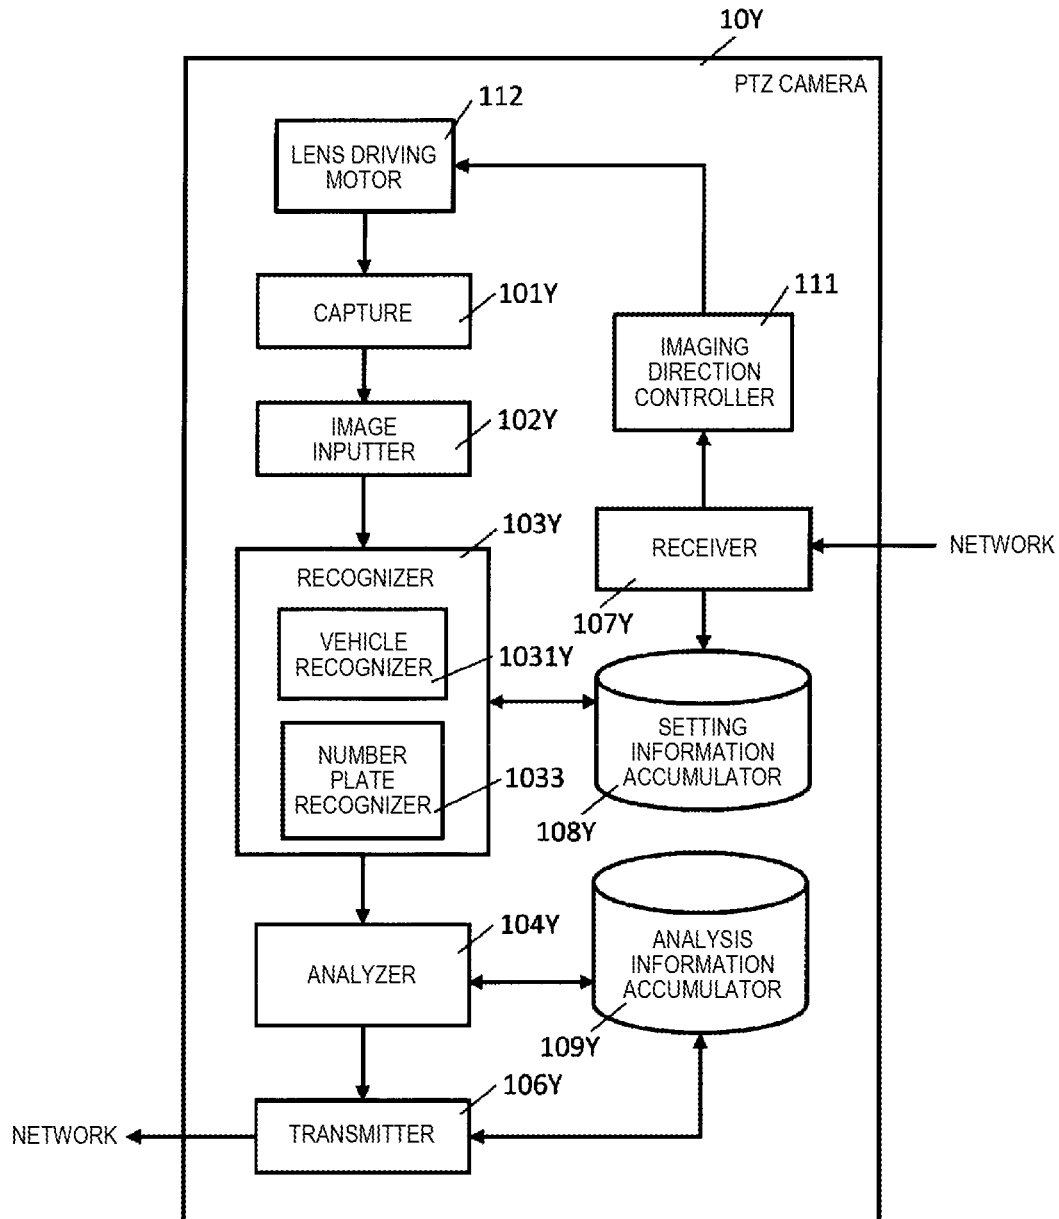 10Y
PTZ CAMERA
112
LENS DRIVING
MOTOR
101Y
CAPTURE
111
IMAGING
DIRECTION
CONTROLLER
102Y
IMAGE
INPUTTER
103Y
RECOGNIZER
RECEIVER
NETWORK
107Y
VEHICLE
RECOGNIZER
1031Y
NUMBER
PLATE
RECOGNIZER
1033
SETTING
INFORMATION
ACCUMULATOR
108Y
104Y
ANALYZER
ANALYSIS
INFORMATION
ACCUMULATOR
109Y
106Y
TRANSMITTER
NETWORK